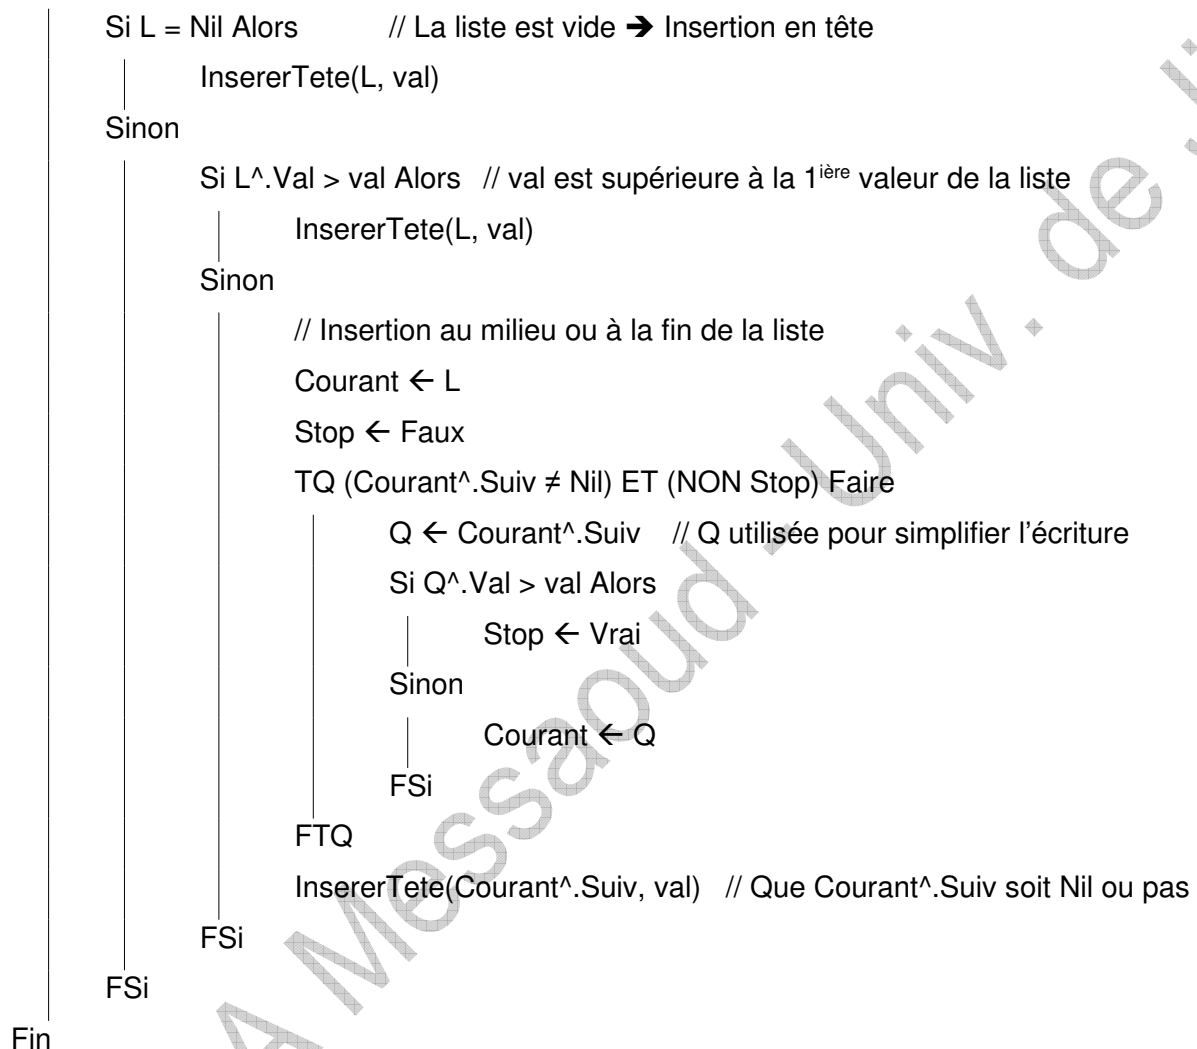 Si L = Nil Alors // La liste est vide ➔ Insertion en tête
InsererTete(L, val)
Sinon
Si L^.Val > val Alors // val est supérieure à la 1ière valeur de la liste
InsererTete(L, val)
Sinon
// Insertion au milieu ou à la fin de la liste
Courant ← L
Stop ← Faux
TQ (Courant^.Suiv ≠ Nil) ET (NON Stop) Faire
Q ← Courant^.Suiv // Q utilisée pour simplifier l'écriture
Si Q^.Val > val Alors
Stop ← Vrai
Sinon
Courant ← Q
FSi
FTQ
InsererTete(Courant^.Suiv, val) // Que Courant^.Suiv soit Nil ou pas
FSi
FSi
Fin
A Messaoud - Univ. de